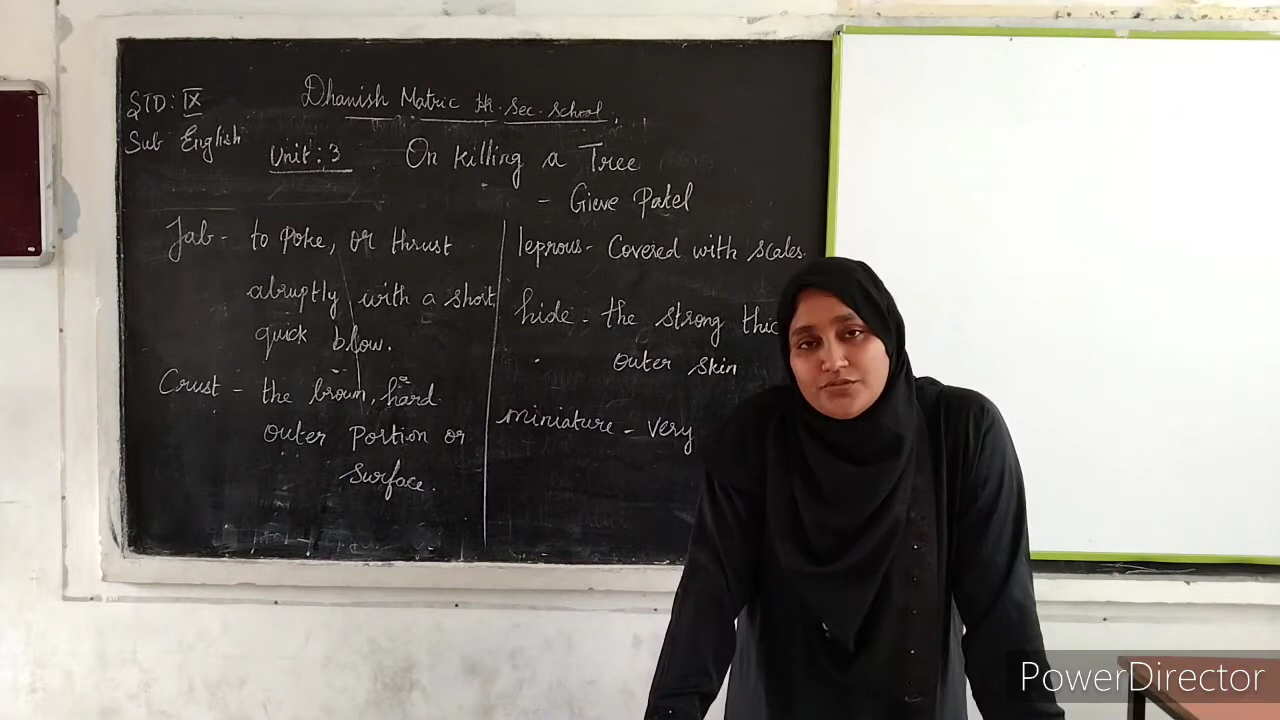 STD: IX
Dhanish Matric Hr. Sec. School.
Sub English
Unit: 3 On killing a Tree
- Gieve Patel
Jab - to poke, or thrust
abruptly with a short
quick blow.
Crust - the brown, hard
outer portion or
surface.
leprous - Covered with scales.
hide - the strong thic
outer skin
miniature - very
PowerDirector